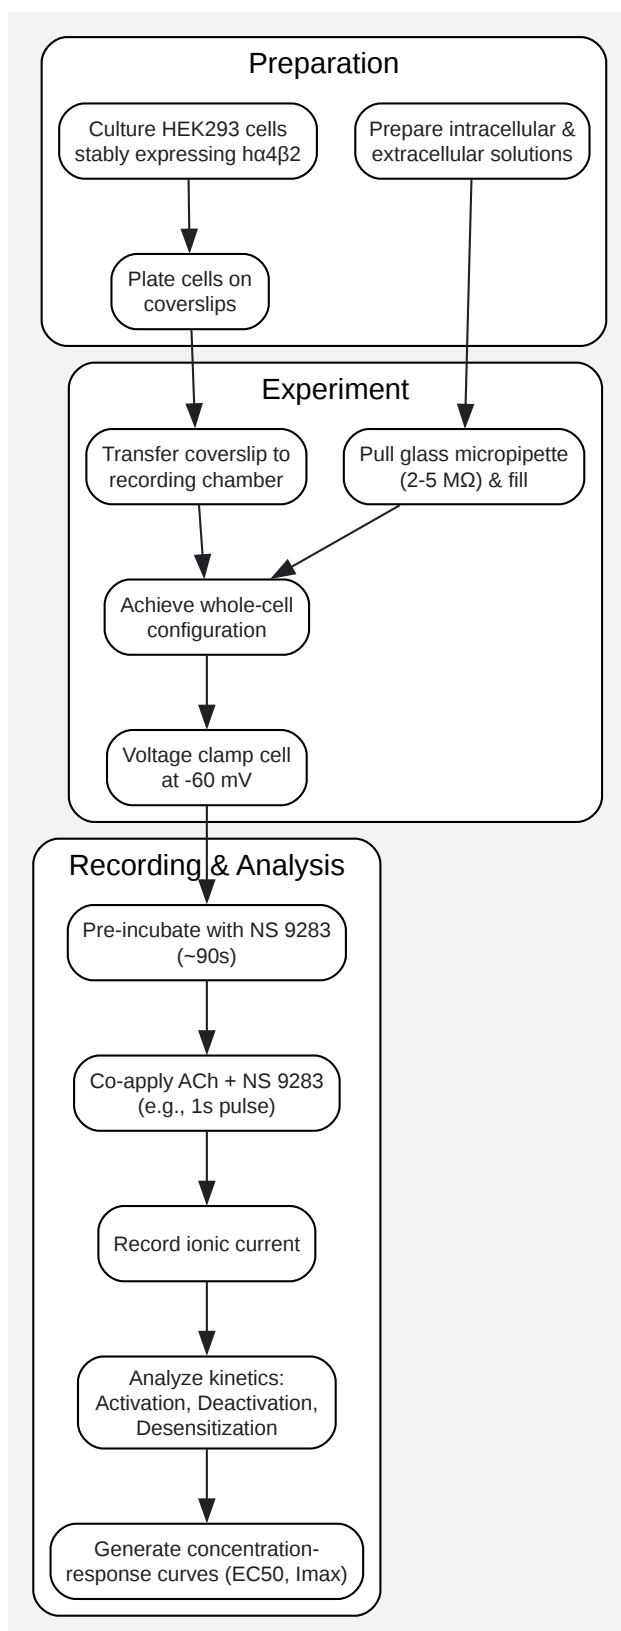 Preparation
Culture HEK293 cells
stably expressing hα4β2
Prepare intracellular &
extracellular solutions
Plate cells on
coverslips
Experiment
Transfer coverslip to
recording chamber
Pull glass micropipette
(2-5 MΩ) & fill
Achieve whole-cell
configuration
Voltage clamp cell
at -60 mV
Recording & Analysis
Pre-incubate with NS 9283
(~90s)
Co-apply ACh + NS 9283
(e.g., 1s pulse)
Record ionic current
Analyze kinetics:
Activation, Deactivation,
Desensitization
Generate concentration-
response curves (EC50, Imax)